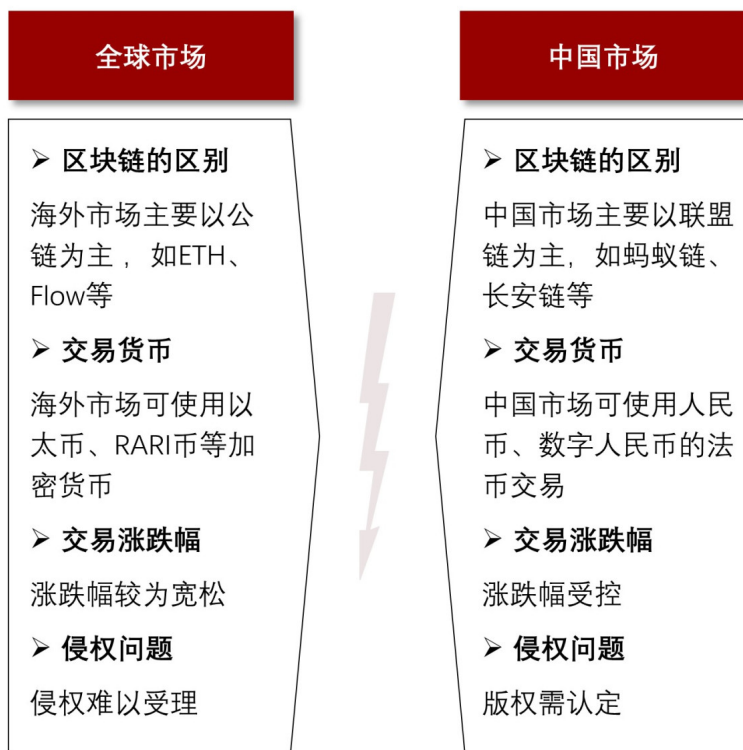 全球市场
➢ 区块链的区别
海外市场主要以公
链为主 ，如ETH、
Flow等
➢ 交易货币
海外市场可使用以
太币、RARI币等加
密货币
➢ 交易涨跌幅
涨跌幅较为宽松
➢ 侵权问题
侵权难以受理
中国市场
➢ 区块链的区别
中国市场主要以联盟
链为主，如蚂蚁链、
长安链等
➢ 交易货币
中国市场可使用人民
币、数字人民币的法
币交易
➢ 交易涨跌幅
涨跌幅受控
➢ 侵权问题
版权需认定